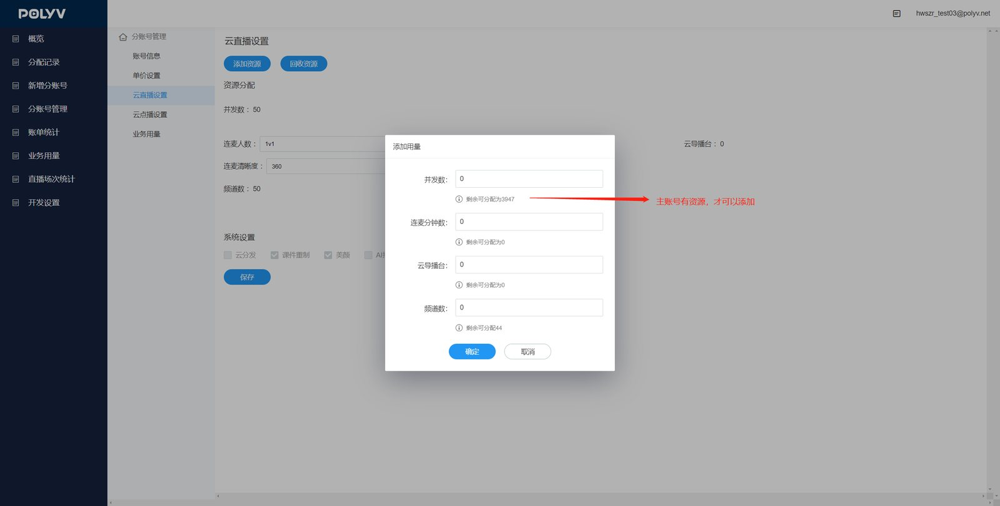 POLYV
hwszr_test03@polyv.net
概览
分配记录
新增分账号
分账号管理
账单统计
业务用量
直播场次统计
开发设置
分账号管理
账号信息
单价设置
云直播设置
云点播设置
业务用量
云直播设置
添加资源
回收资源
资源分配
并发数： 50
连麦人数： 1v1
云导播台： 0
连麦清晰度： 360
频道数： 50
系统设置
云分发
课件重制
美颜
保存
添加用量
并发数： 0
剩余可分配为3947
主账号有资源，才可以添加
连麦分钟数： 0
剩余可分配为0
云导播台： 0
剩余可分配为0
频道数： 0
剩余可分配44
确定
取消